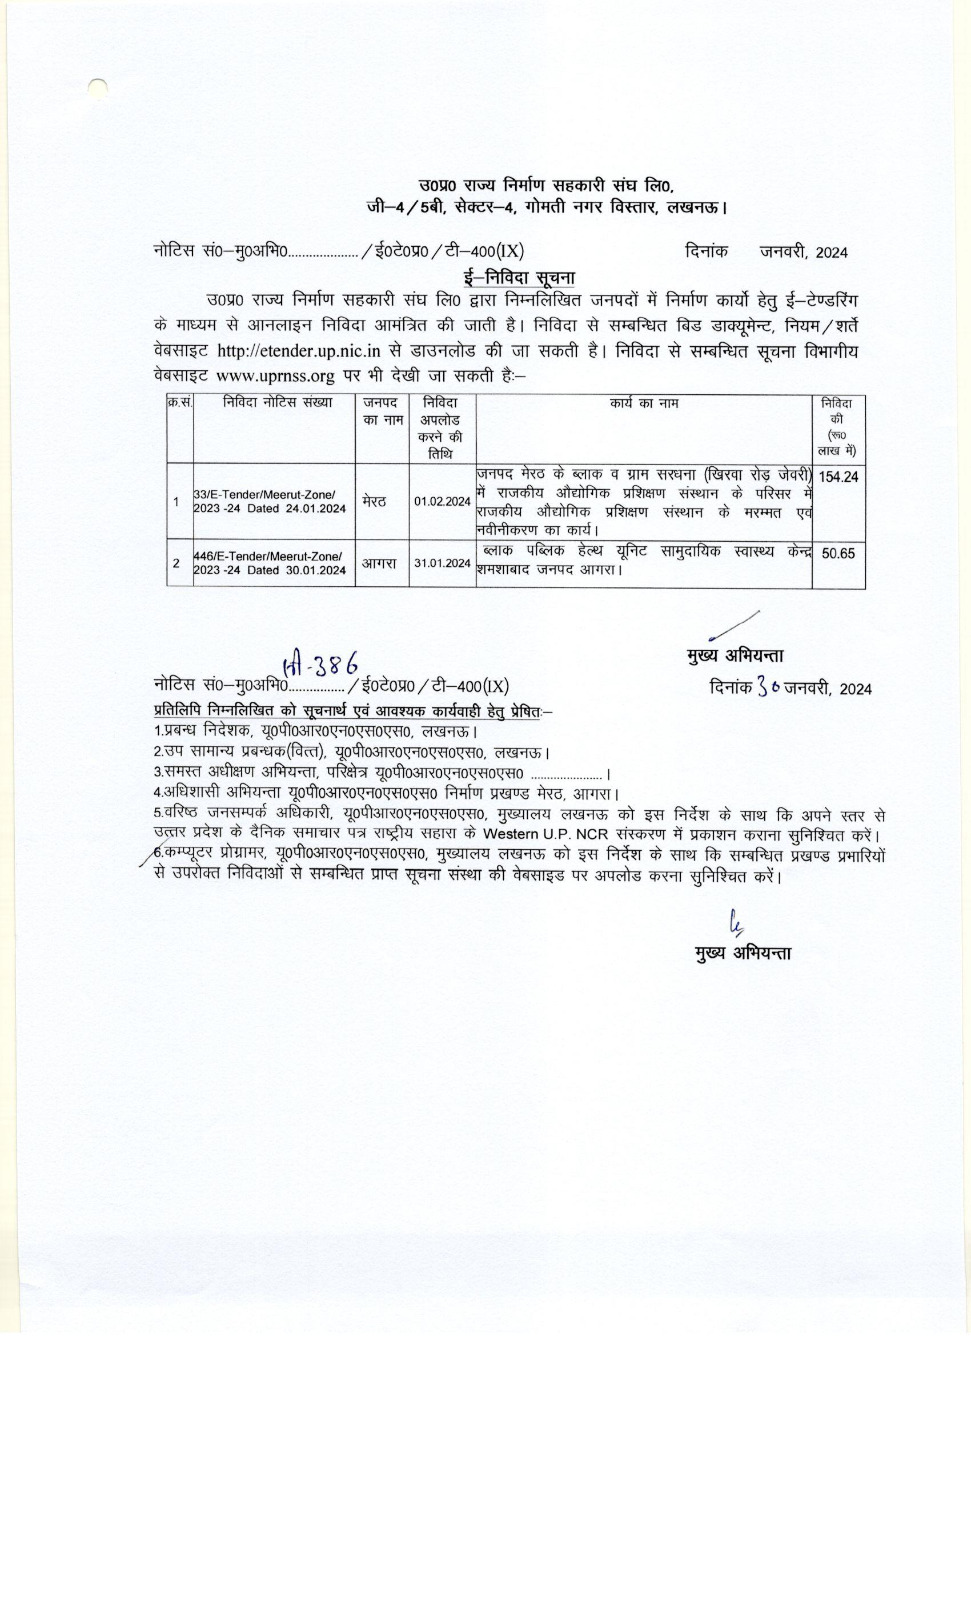 उ0प्र0 राज्य निर्माण सहकारी संघ लि0,
जी–4/5बी, सेक्टर–4, गोमती नगर विस्तार, लखनऊ।
नोटिस सं0–मु0अभि0.................... / ई0टे0प्र0 / टी–400(IX) दिनांक जनवरी, 2024
ई–निविदा सूचना
उ0प्र0 राज्य निर्माण सहकारी संघ लि0 द्वारा निम्नलिखित जनपदों में निर्माण कार्यो हेतु ई–टेण्डरिंग
के माध्यम से आनलाइन निविदा आमंत्रित की जाती है। निविदा से सम्बन्धित बिड डाक्यूमेन्ट, नियम/शर्ते
वेबसाइट http://etender.up.nic.in से डाउनलोड की जा सकती है। निविदा से सम्बन्धित सूचना विभागीय
वेबसाइट www.uprnss.org पर भी देखी जा सकती है:–
क्र.सं. निविदा नोटिस संख्या जनपद का नाम निविदा अपलोड करने की तिथि कार्य का नाम निविदा की (रू0 लाख में)
1 33/E-Tender/Meerut-Zone/ 2023 -24 Dated 24.01.2024 मेरठ 01.02.2024 जनपद मेरठ के ब्लाक व ग्राम सरधना (खिरवा रोड़ जेवरी) 154.24
में राजकीय औद्योगिक प्रशिक्षण संस्थान के परिसर में
राजकीय औद्योगिक प्रशिक्षण संस्थान के मरम्मत एवं
नवीनीकरण का कार्य।
2 446/E-Tender/Meerut-Zone/ 2023 -24 Dated 30.01.2024 आगरा 31.01.2024 ब्लाक पब्लिक हेल्थ यूनिट सामुदायिक स्वास्थ्य केन्द्र 50.65
शमशाबाद जनपद आगरा।
मुख्य अभियन्ता
नोटिस सं0–मु0अभि0................ / ई0टे0प्र0 / टी–400(IX) दिनांक 30 जनवरी, 2024
प्रतिलिपि निम्नलिखित को सूचनार्थ एवं आवश्यक कार्यवाही हेतु प्रेषितः–
1.प्रबन्ध निदेशक, यू0पी0आर0एन0एस0एस0, लखनऊ।
2.उप सामान्य प्रबन्धक(वित्त), यू0पी0आर0एन0एस0एस0, लखनऊ।
3.समस्त अधीक्षण अभियन्ता, परिक्षेत्र यू0पी0आर0एन0एस0एस0 .....................।
4.अधिशासी अभियन्ता यू0पी0आर0एन0एस0एस0 निर्माण प्रखण्ड मेरठ, आगरा।
5.वरिष्ठ जनसम्पर्क अधिकारी, यू0पीआर0एन0एस0एस0, मुख्यालय लखनऊ को इस निर्देश के साथ कि अपने स्तर से
उत्तर प्रदेश के दैनिक समाचार पत्र राष्ट्रीय सहारा के Western U.P. NCR संस्करण में प्रकाशन कराना सुनिश्चित करें।
6.कम्प्यूटर प्रोग्रामर, यू0पी0आर0एन0एस0एस0, मुख्यालय लखनऊ को इस निर्देश के साथ कि सम्बन्धित प्रखण्ड प्रभारियों
से उपरोक्त निविदाओं से सम्बन्धित प्राप्त सूचना संस्था की वेबसाइड पर अपलोड करना सुनिश्चित करें।
मुख्य अभियन्ता